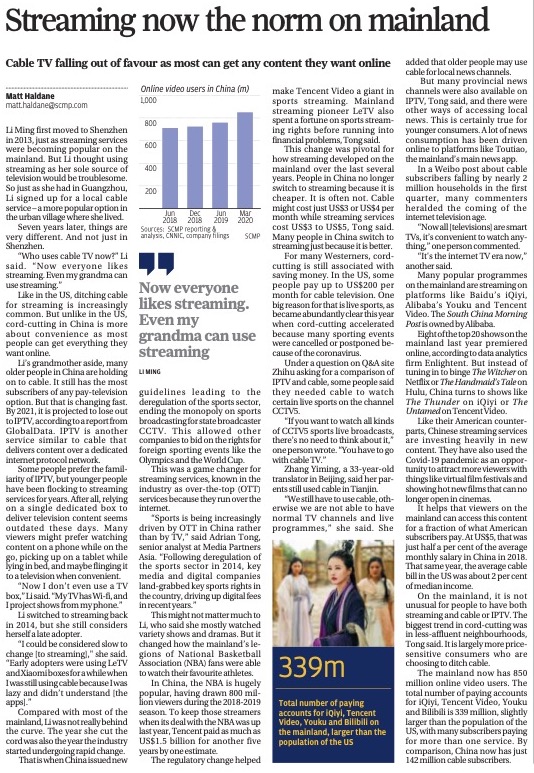 Streaming now the norm on mainland
Cable TV falling out of favour as most can get any content they want online
Matt Haldane
matt.haldane@scmp.com
Li Ming first moved to Shenzhen
in 2013, just as streaming services
were becoming popular on the
mainland. But Li thought using
streaming as her sole source of
television would be troublesome.
So just as she had in Guangzhou,
Li signed up for a local cable
service – a more popular option in
the urban village where she lived.
Seven years later, things are
very different. And not just in
Shenzhen.
"Who uses cable TV now?" Li
said. "Now everyone likes
streaming. Even my grandma can
use streaming."
Like in the US, ditching cable
for streaming is increasingly
common. But unlike in the US,
cord-cutting in China is more
about convenience as most
people can get everything they
want online.
Li's grandmother aside, many
older people in China are holding
on to cable. It still has the most
subscribers of any pay-television
option. But that is changing fast.
By 2021, it is projected to lose out
to IPTV, according to a report from
GlobalData. IPTV is another
service similar to cable that
delivers content over a dedicated
internet protocol network.
Some people prefer the famil-
iarity of IPTV, but younger people
have been flocking to streaming
services for years. After all, relying
on a single dedicated box to
deliver television content seems
outdated these days. Many
viewers might prefer watching
content on a phone while on the
go, picking up on a tablet while
lying in bed, and maybe flinging it
to a television when convenient.
"Now I don't even use a TV
box," Li said. "My TV has Wi-fi, and
I project shows from my phone."
Li switched to streaming back
in 2014, but she still considers
herself a late adopter.
"I could be considered slow to
change [to streaming]," she said.
"Early adopters were using LeTV
and Xiaomi boxes for a while when
I was still using cable because I was
lazy and didn't understand [the
apps]."
Compared with most of the
mainland, Li was not really behind
the curve. The year she cut the
cord was also the year the industry
started undergoing rapid change.
That is when China issued new
Online video users in China (m)
1,000
800
600
400
200
Jun
2018
Dec
2018
Jun
2019
Mar
2020
Sources: SCMP reporting &
analysis, CNNIC, company filings
SCMP
Now everyone
likes streaming.
Even my
grandma can use
streaming
LI MING
guidelines leading to the
deregulation of the sports sector,
ending the monopoly on sports
broadcasting for state broadcaster
CCTV. This allowed other
companies to bid on the rights for
foreign sporting events like the
Olympics and the World Cup.
This was a game changer for
streaming services, known in the
industry as over-the-top (OTT)
services because they run over the
internet.
"Sports is being increasingly
driven by OTT in China rather
than by TV," said Adrian Tong,
senior analyst at Media Partners
Asia. "Following deregulation of
the sports sector in 2014, key
media and digital companies
land-grabbed key sports rights in
the country, driving up digital fees
in recent years."
This might not matter much to
Li, who said she mostly watched
variety shows and dramas. But it
changed how the mainland's le-
gions of National Basketball
Association (NBA) fans were able
to watch their favourite athletes.
In China, the NBA is hugely
popular, having drawn 800 mil-
lion viewers during the 2018-2019
season. To keep those streamers
when its deal with the NBA was up
last year, Tencent paid as much as
US$1.5 billion for another five
years by one estimate.
The regulatory change helped
make Tencent Video a giant in
sports streaming. Mainland
streaming pioneer LeTV also
spent a fortune on sports stream-
ing rights before running into
financial problems, Tong said.
This change was pivotal for
how streaming developed on the
mainland over the last several
years. People in China no longer
switch to streaming because it is
cheaper. It is often not. Cable
might cost just US$3 or US$4 per
month while streaming services
cost US$3 to US$5, Tong said.
Many people in China switch to
streaming just because it is better.
For many Westerners, cord-
cutting is still associated with
saving money. In the US, some
people pay up to US$200 per
month for cable television. One
big reason for that is live sports, as
became abundantly clear this year
when cord-cutting accelerated
because many sporting events
were cancelled or postponed be-
cause of the coronavirus.
Under a question on Q&A site
Zhihu asking for a comparison of
IPTV and cable, some people said
they needed cable to watch
certain live sports on the channel
CCTV5.
"If you want to watch all kinds
of CCTV5 sports live broadcasts,
there's no need to think about it,"
one person wrote. "You have to go
with cable TV."
Zhang Yiming, a 33-year-old
translator in Beijing, said her par-
ents still used cable in Tianjin.
"We still have to use cable, oth-
erwise we are not able to have
normal TV channels and live
programmes," she said. She
339m
Total number of paying
accounts for iQiyi, Tencent
Video, Youku and Bilibili on
the mainland, larger than the
population of the US
added that older people may use
cable for local news channels.
But many provincial news
channels were also available on
IPTV, Tong said, and there were
other ways of accessing local
news. This is certainly true for
younger consumers. A lot of news
consumption has been driven
online to platforms like Toutiao,
the mainland's main news app.
In a Weibo post about cable
subscribers falling by nearly 2
million households in the first
quarter, many commenters
heralded the coming of the
internet television age.
"Now all [televisions] are smart
TVs, it's convenient to watch any-
thing," one person commented.
"It's the internet TV era now,"
another said.
Many popular programmes
on the mainland are streaming on
platforms like Baidu's iQiyi,
Alibaba's Youku and Tencent
Video. The South China Morning
Post is owned by Alibaba.
Eight of the top 20 shows on the
mainland last year premiered
online, according to data analytics
firm Enlightent. But instead of
tuning in to binge The Witcher on
Netflix or The Handmaid's Tale on
Hulu, China turns to shows like
The Thunder on iQiyi or The
Untamed on Tencent Video.
Like their American counter-
parts, Chinese streaming services
are investing heavily in new
content. They have also used the
Covid-19 pandemic as an oppor-
tunity to attract more viewers with
things like virtual film festivals and
showing hot new films that can no
longer open in cinemas.
It helps that viewers on the
mainland can access this content
for a fraction of what American
subscribers pay. At US$5, that was
just half a per cent of the average
monthly salary in China in 2018.
That same year, the average cable
bill in the US was about 2 per cent
of median income.
On the mainland, it is not
unusual for people to have both
streaming and cable or IPTV. The
biggest trend in cord-cutting was
in less-affluent neighbourhoods,
Tong said. It is largely more price-
sensitive consumers who are
choosing to ditch cable.
The mainland now has 850
million online video users. The
total number of paying accounts
for iQiyi, Tencent Video, Youku
and Bilibili is 339 million, slightly
larger than the population of the
US, with many subscribers paying
for more than one service. By
comparison, China now has just
142 million cable subscribers.